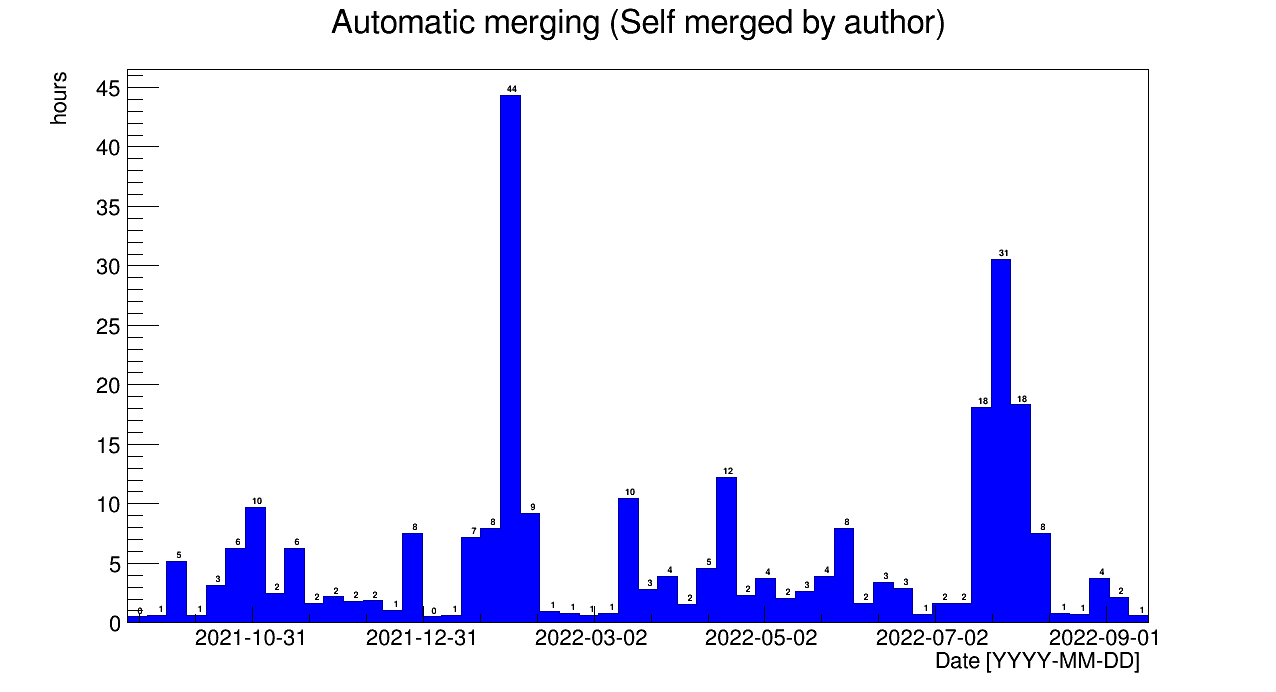 Automatic merging (Self merged by author)
hours
45
40
35
30
25
20
15
10
5
0
0 1 5 1 3 6 10 2 6 2 2 2 2 1 8 0 1 7 8 44 9 1 1 1 1 10 3 4 2 5 12 2 4 2 3 4 8 2 3 3 1 2 2 18 31 18 8 1 1 4 2 1
2021-10-31 2021-12-31 2022-03-02 2022-05-02 2022-07-02 2022-09-01
Date [YYYY-MM-DD]